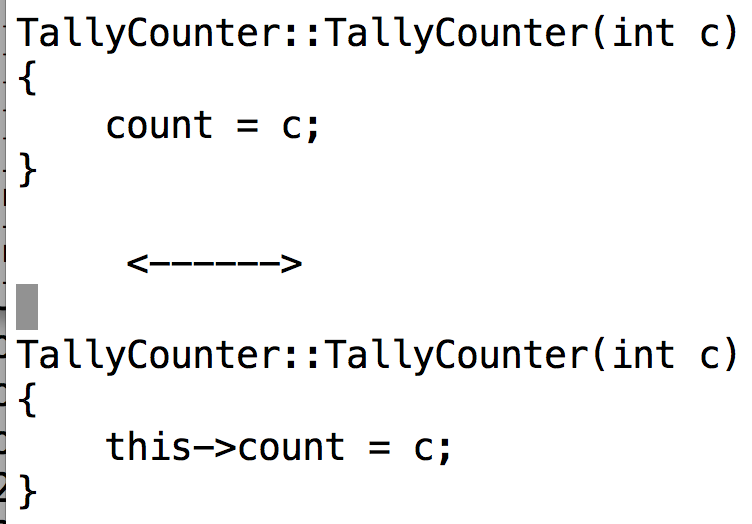 TallyCounter::TallyCounter(int c)
{
    count = c;
}
<------>
TallyCounter::TallyCounter(int c)
{
    this->count = c;
}